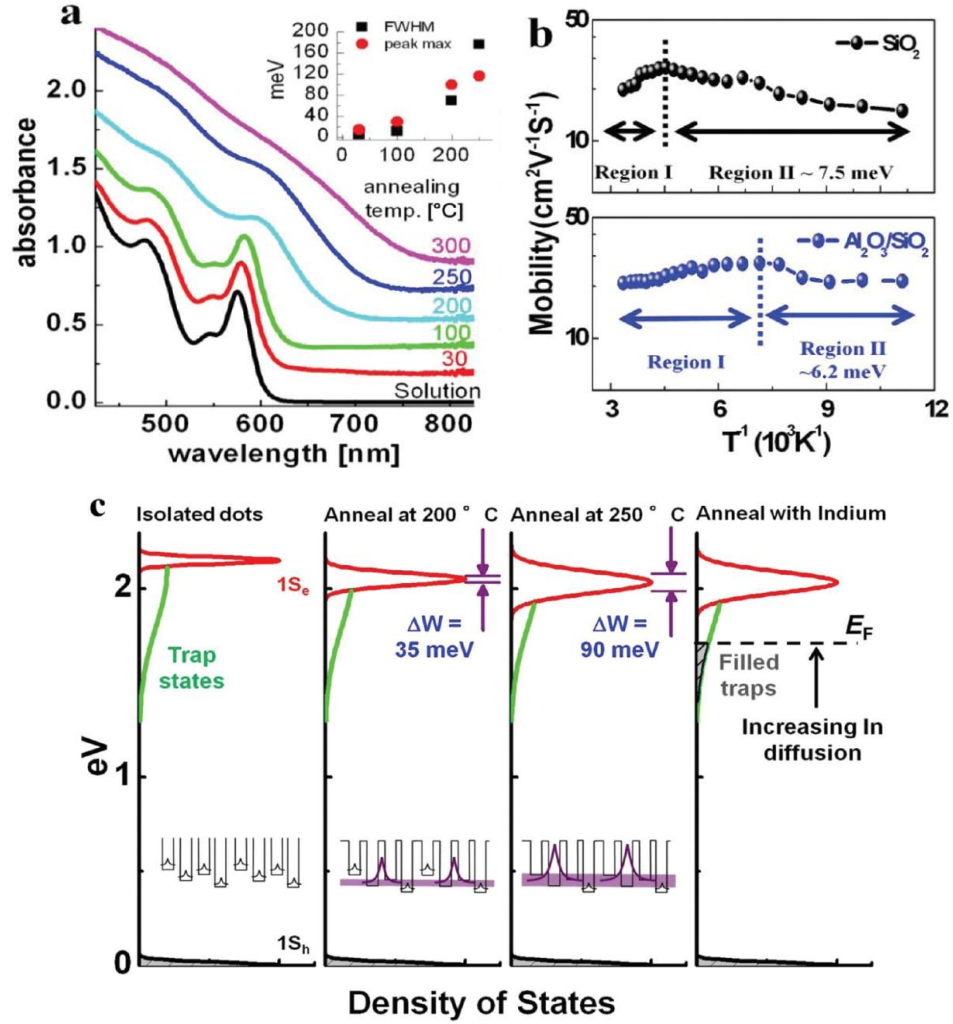 a
FWHM
peak max
200
160
120
80
40
0
meV
0 100 200
annealing
temp. [°C]
2.0
1.5
1.0
0.5
0.0
absorbance
300
250
200
100
30
Solution
500 600 700 800
wavelength [nm]
b
50
10
SiO2
Region I
Region II ~ 7.5 meV
50
10
Al2O3/SiO2
Region I
Region II
~6.2 meV
Mobility(cm2V-1S-1)
3 6 9 12
T-1 (103K-1)
c
Isolated dots
Anneal at 200 ° C
Anneal at 250 ° C
Anneal with Indium
2
1
0
eV
1Se
Trap
states
1Sh
ΔW =
35 meV
ΔW =
90 meV
EF
Filled
traps
Increasing In
diffusion
Density of States